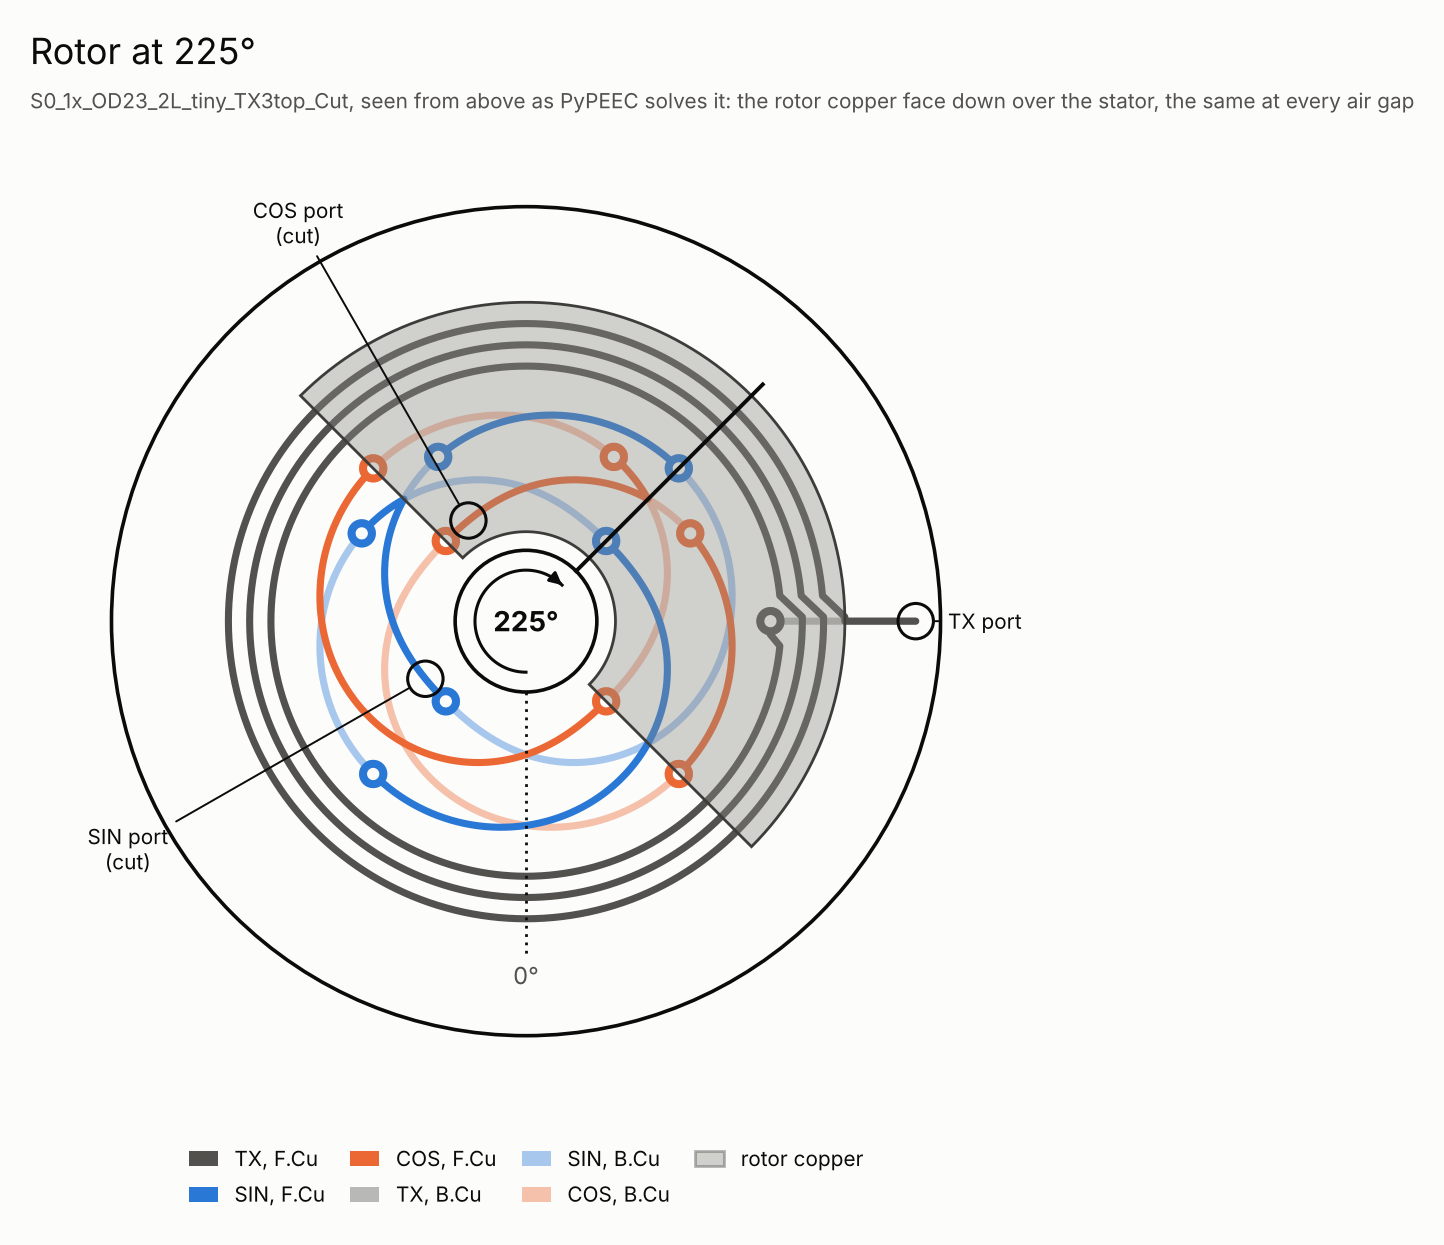 Rotor at 225°
S0_1x_OD23_2L_tiny_TX3top_Cut, seen from above as PyPEEC solves it: the rotor copper face down over the stator, the same at every air gap
COS port
(cut)
225°
TX port
SIN port
(cut)
0°
TX, F.Cu
COS, F.Cu
SIN, B.Cu
rotor copper
SIN, F.Cu
TX, B.Cu
COS, B.Cu